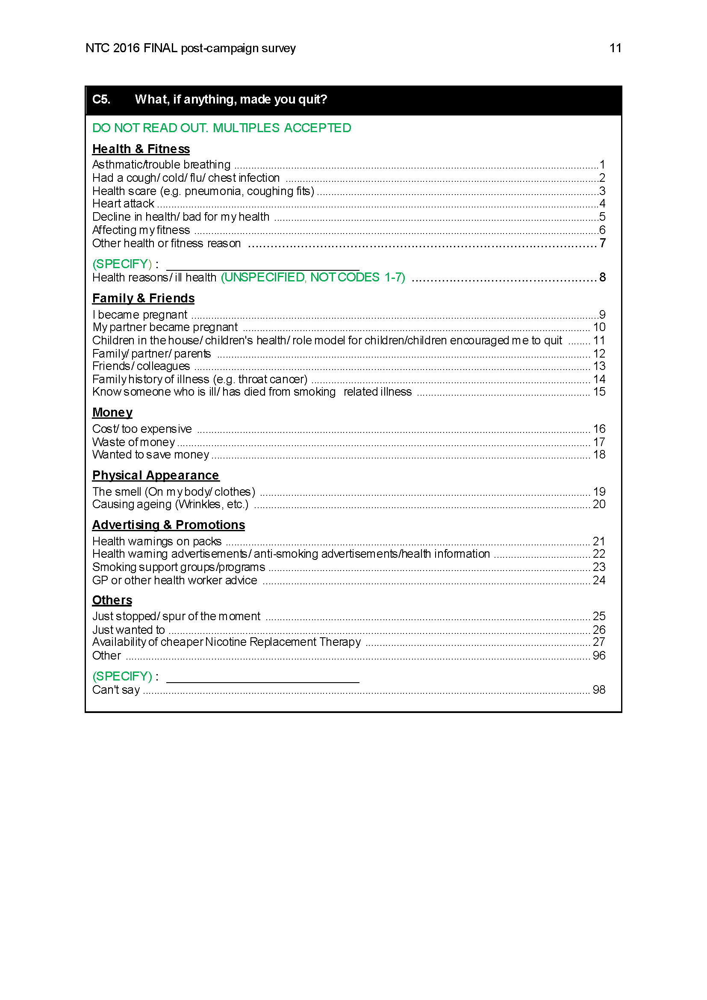 NTC 2016 FINAL post-campaign survey 11
C5. What, if anything, made you quit?
DO NOT READ OUT. MULTIPLES ACCEPTED
Health & Fitness
Asthmatic/trouble breathing ........................................ 1
Had a cough/ cold/ flu/ chest infection ........................................ 2
Health scare (e.g. pneumonia, coughing fits) ........................................ 3
Heart attack ........................................ 4
Decline in health/ bad for my health ........................................ 5
Affecting my fitness ........................................ 6
Other health or fitness reason ........................................ 7
(SPECIFY) : ______________________________
Health reasons/ ill health (UNSPECIFIED, NOT CODES 1-7) ........................................ 8
Family & Friends
I became pregnant ........................................ 9
My partner became pregnant ........................................ 10
Children in the house/ children's health/ role model for children/children encouraged me to quit ........ 11
Family/ partner/ parents ........................................ 12
Friends/ colleagues ........................................ 13
Family history of illness (e.g. throat cancer) ........................................ 14
Know someone who is ill/ has died from smoking related illness ........................................ 15
Money
Cost/ too expensive ........................................ 16
Waste of money ........................................ 17
Wanted to save money ........................................ 18
Physical Appearance
The smell (On my body/ clothes) ........................................ 19
Causing ageing (Wrinkles, etc.) ........................................ 20
Advertising & Promotions
Health warnings on packs ........................................ 21
Health warning advertisements/ anti-smoking advertisements/health information ........................................ 22
Smoking support groups/programs ........................................ 23
GP or other health worker advice ........................................ 24
Others
Just stopped/ spur of the moment ........................................ 25
Just wanted to ........................................ 26
Availability of cheaper Nicotine Replacement Therapy ........................................ 27
Other ........................................ 96
(SPECIFY) : ______________________________
Can't say ........................................ 98